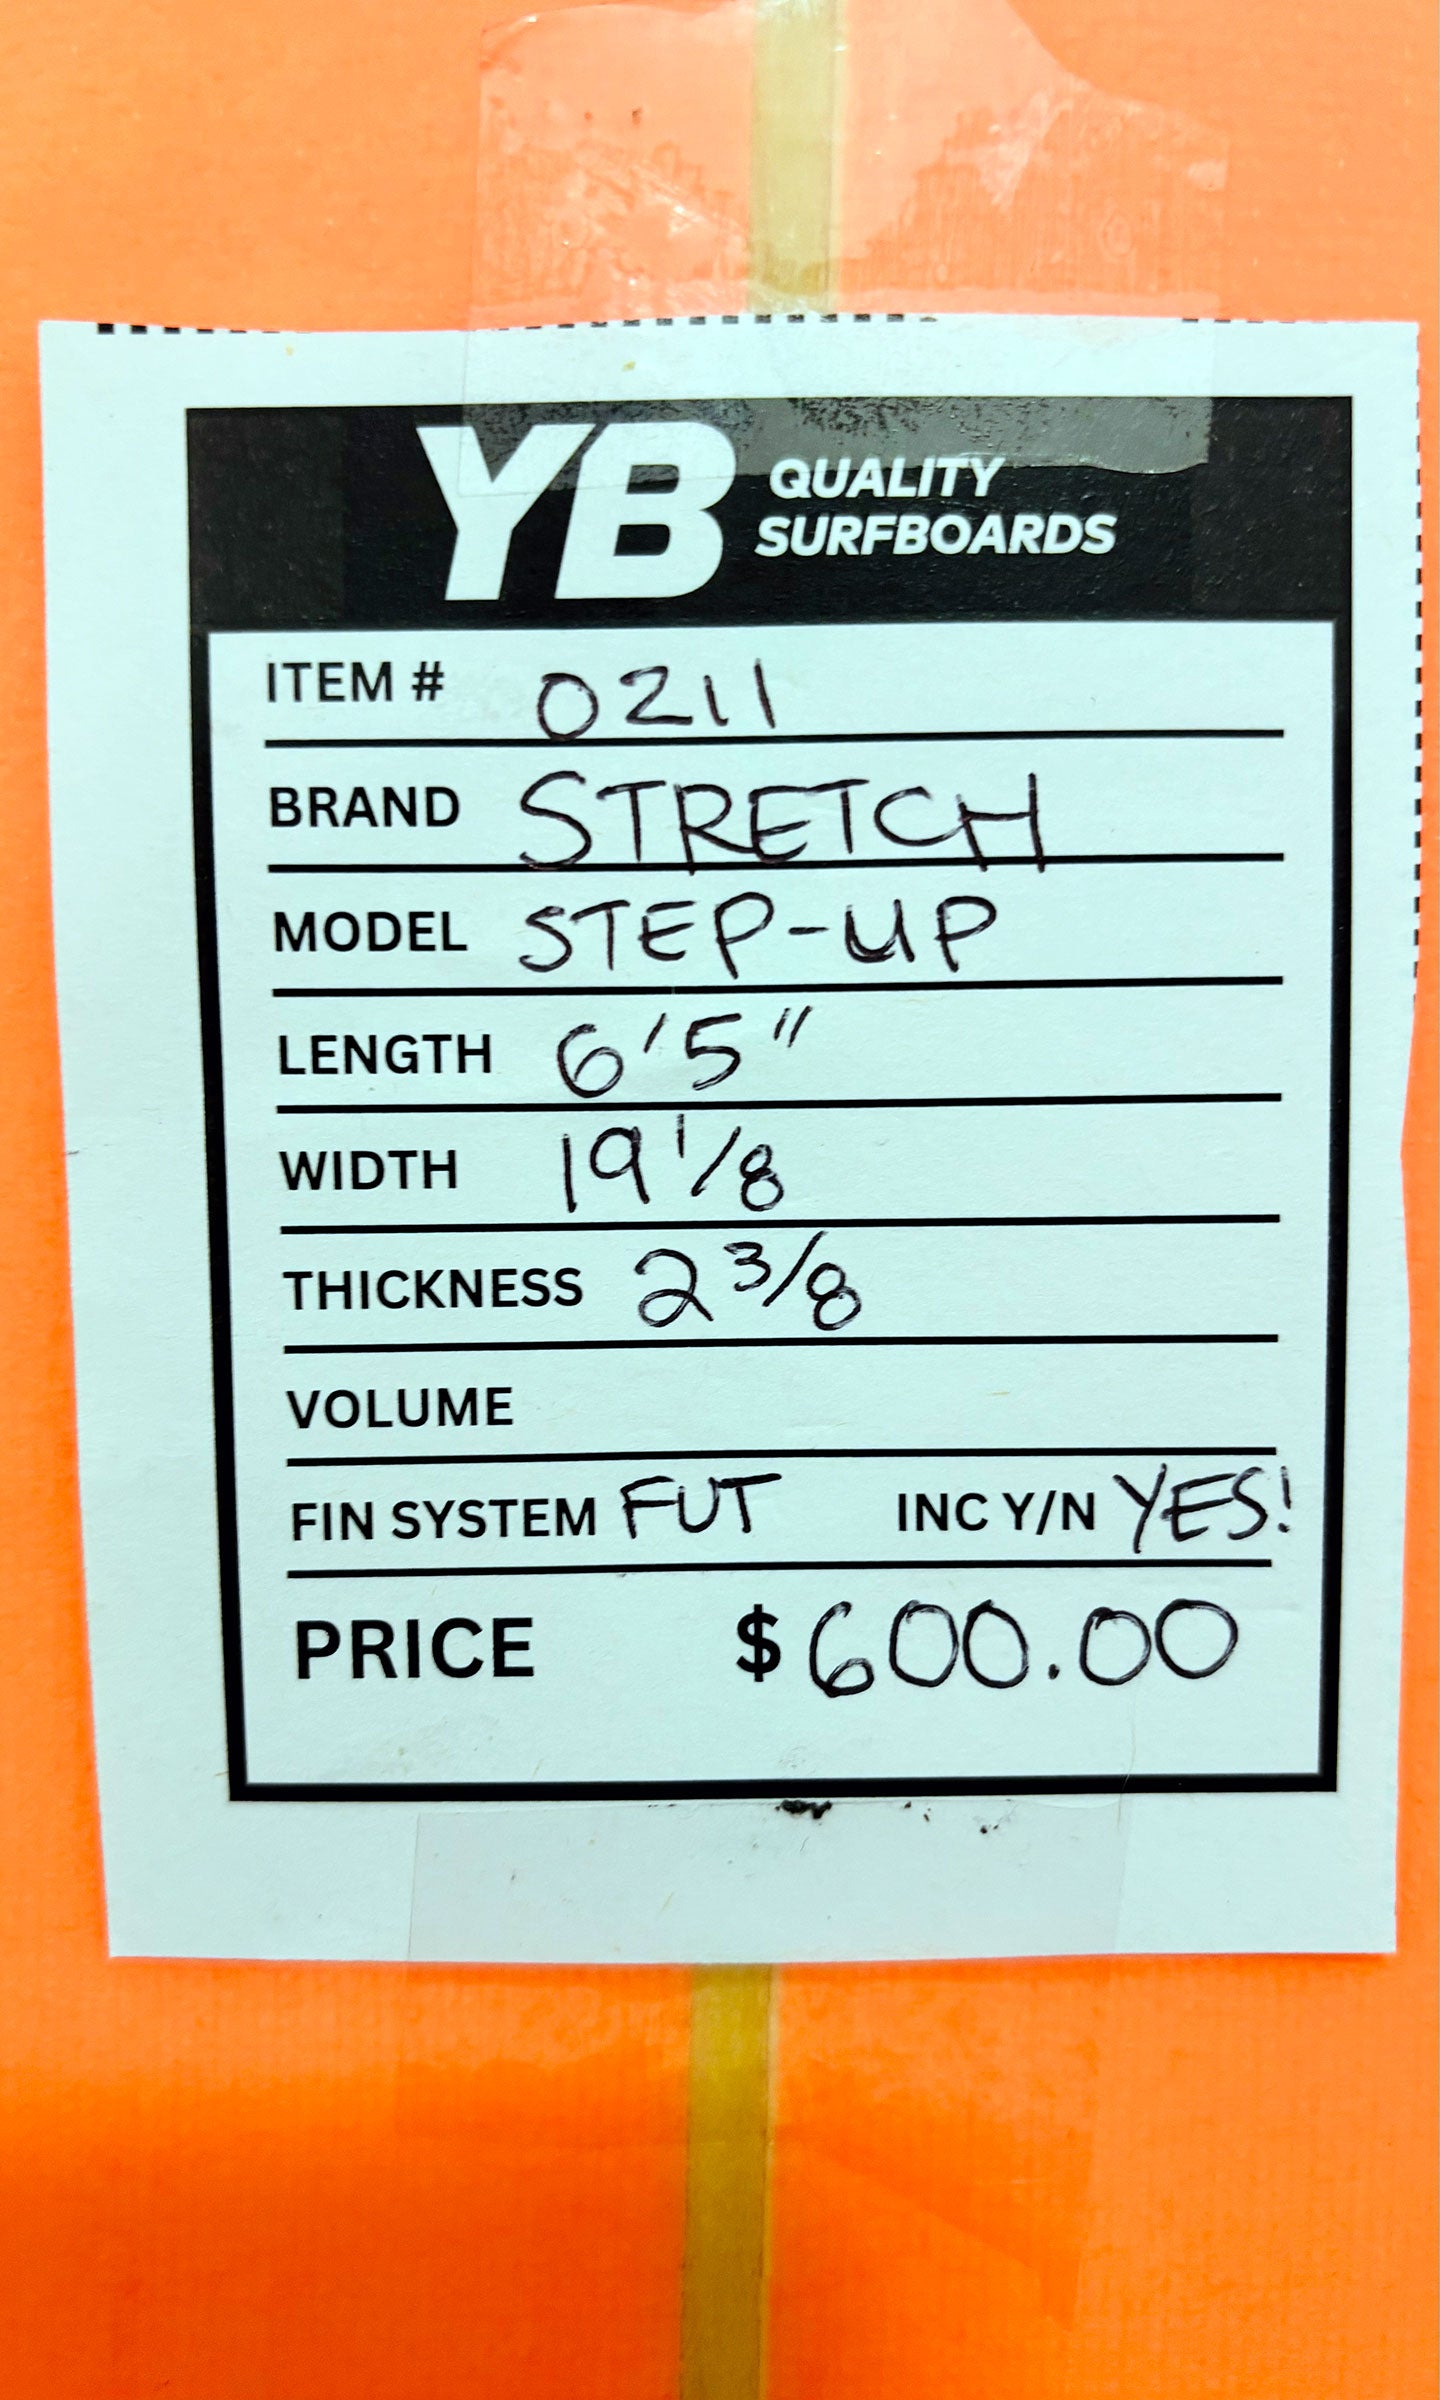 YB QUALITY
SURFBOARDS
ITEM # 0211
BRAND STRETCH
MODEL STEP-UP
LENGTH 6'5"
WIDTH 19 1/8
THICKNESS 2 3/8
VOLUME
FIN SYSTEM FUT INC Y/N YES!
PRICE $600.00